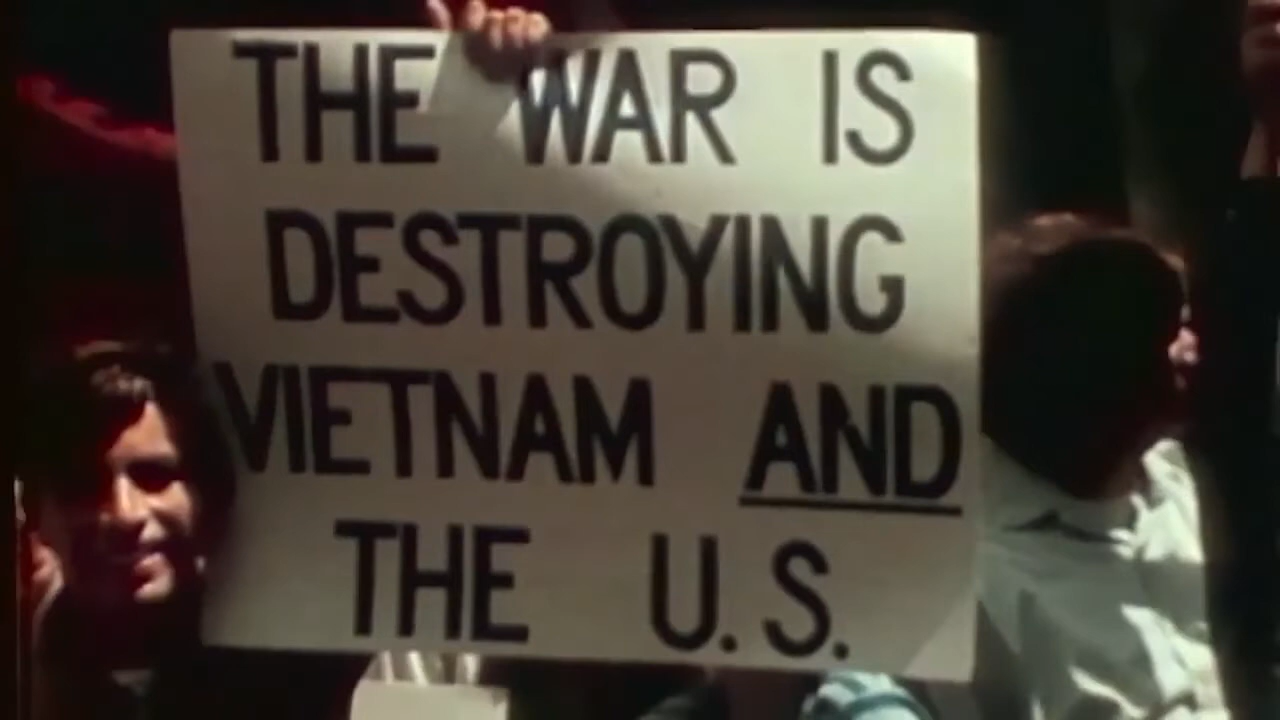 THE WAR IS
DESTROYING
VIETNAM AND
THE U.S.